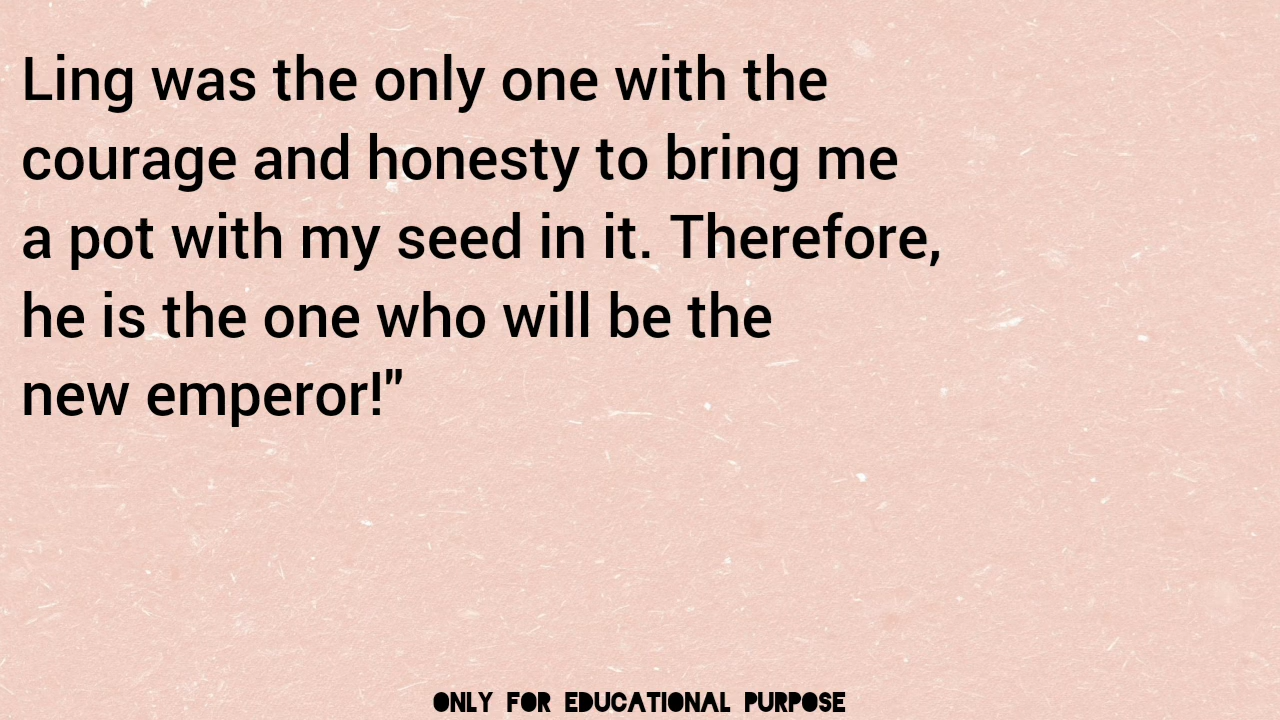 Ling was the only one with the
courage and honesty to bring me
a pot with my seed in it. Therefore,
he is the one who will be the
new emperor!"
ONLY FOR EDUCATIONAL PURPOSE